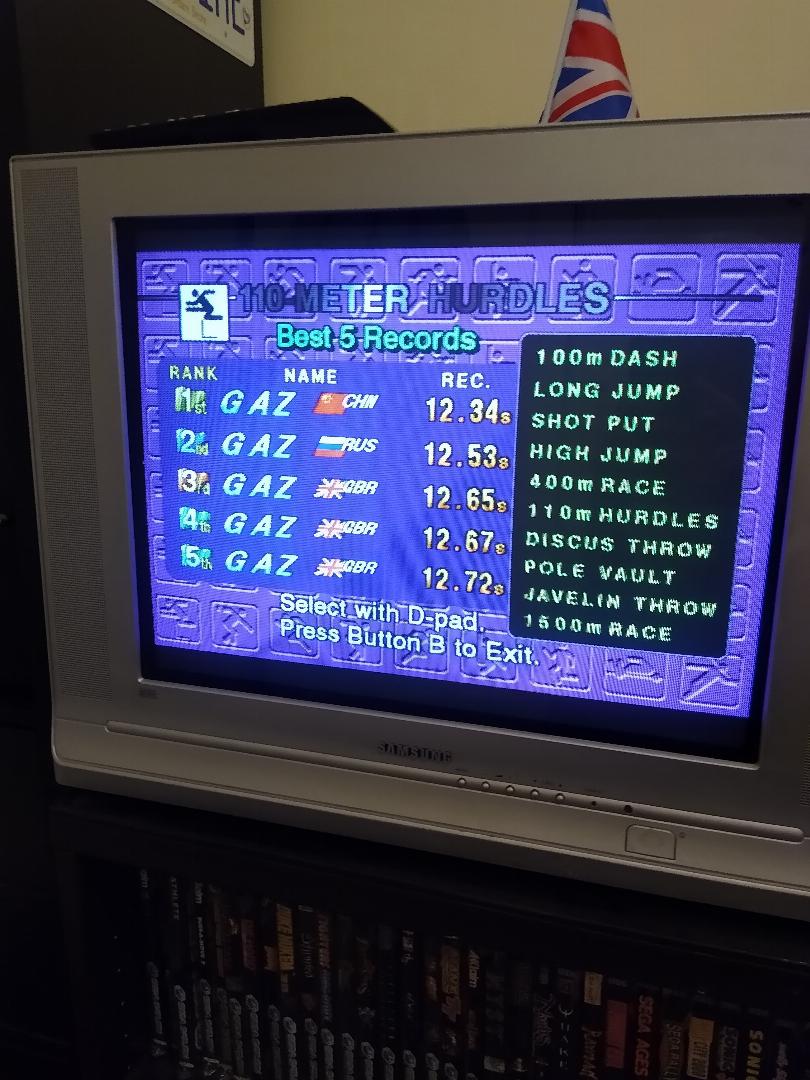 110-METER HURDLES
Best 5 Records
RANK NAME REC.
1st GAZ CHN 12.34s
2nd GAZ RUS 12.53s
3rd GAZ GBR 12.65s
4th GAZ GBR 12.67s
5th GAZ GBR 12.72s
Select with D-pad.
Press Button B to Exit.
100m DASH
LONG JUMP
SHOT PUT
HIGH JUMP
400m RACE
110m HURDLES
DISCUS THROW
POLE VAULT
JAVELIN THROW
1500m RACE
SAMSUNG
SEGA AGES
SONIC